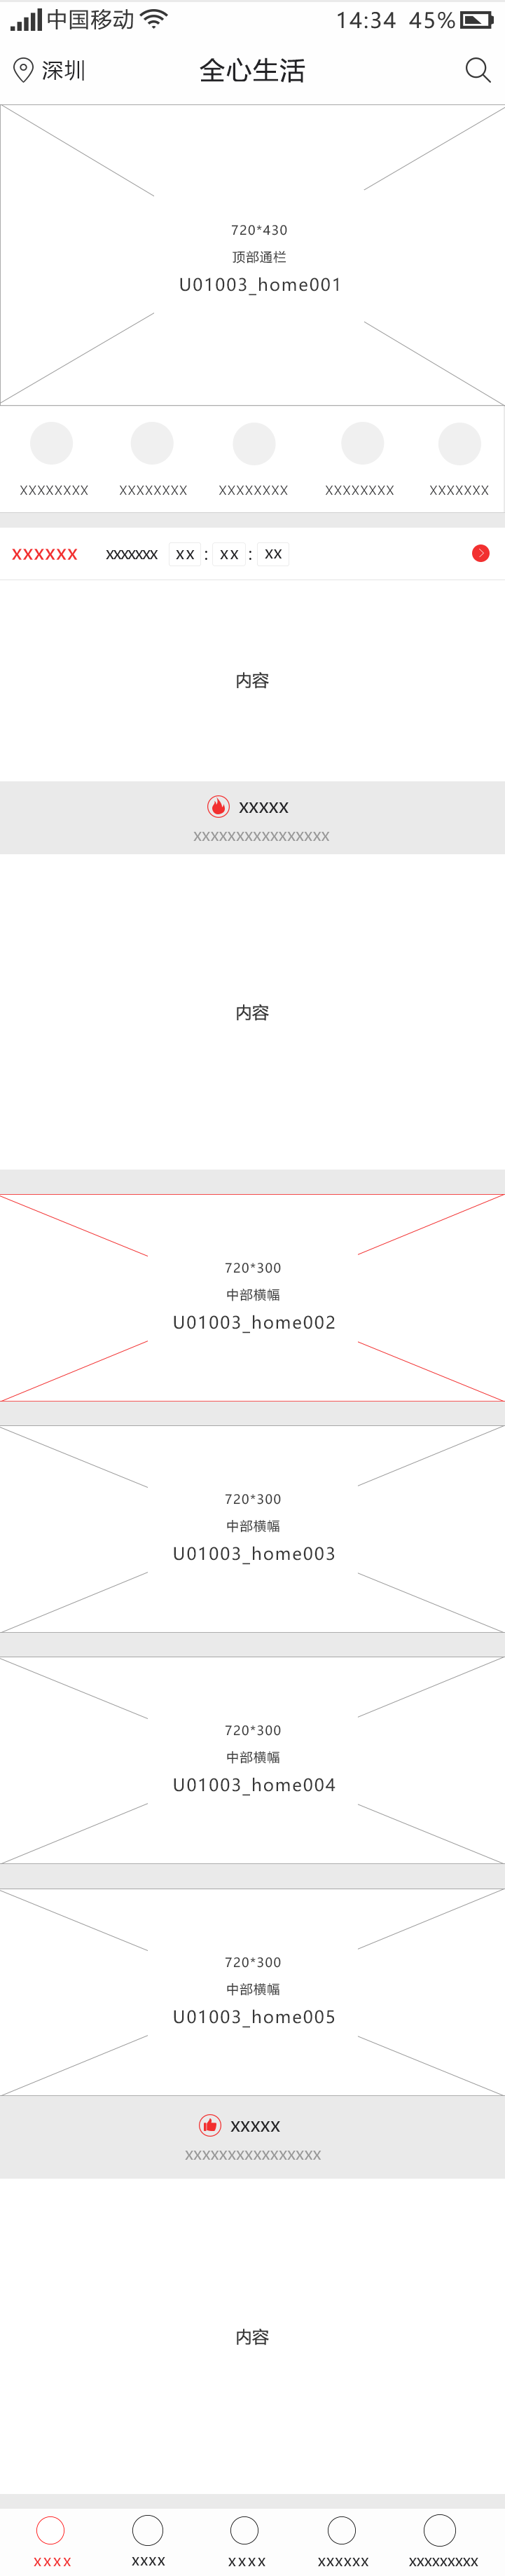 中国移动 14:34 45%
深圳 全心生活
720*430
顶部通栏
U01003_home001
XXXXXXXX XXXXXXXX XXXXXXXX XXXXXXXX XXXXXXX
XXXXXX XXXXXXX XX : XX : XX
内容
XXXXX
XXXXXXXXXXXXXXXX
内容
720*300
中部横幅
U01003_home002
720*300
中部横幅
U01003_home003
720*300
中部横幅
U01003_home004
720*300
中部横幅
U01003_home005
XXXXX
XXXXXXXXXXXXXXXX
内容
XXXX XXXX XXXX XXXXXX XXXXXXXXX